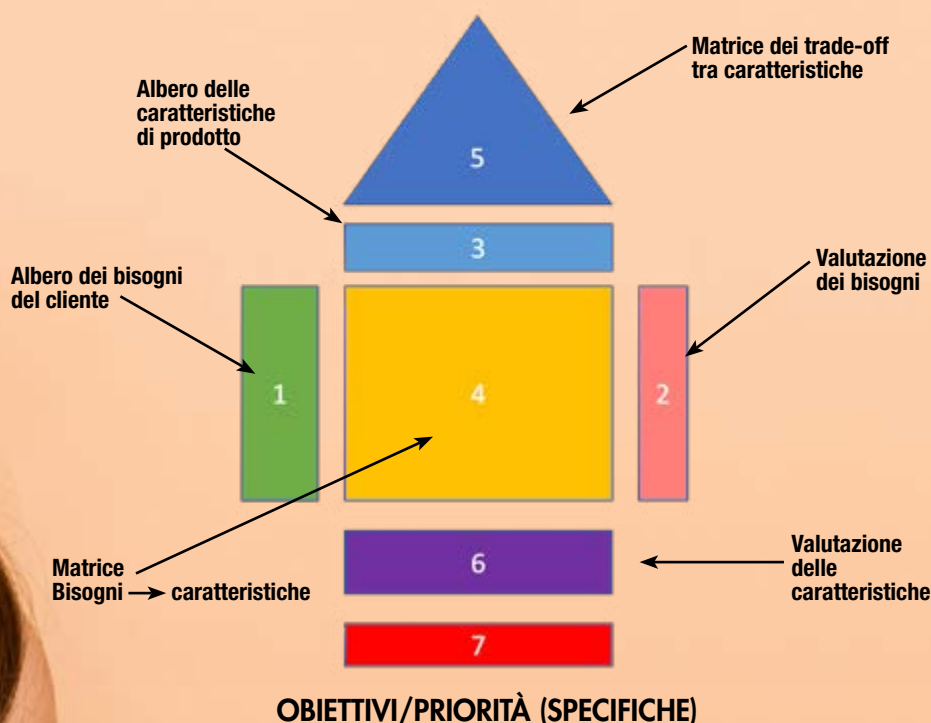 Matrice dei trade-off
tra caratteristiche
Albero delle
caratteristiche
di prodotto
5
3
Albero dei bisogni
del cliente
Valutazione
dei bisogni
1
4
2
Matrice
Bisogni → caratteristiche
6
Valutazione
delle
caratteristiche
7
OBIETTIVI/PRIORITÀ (SPECIFICHE)